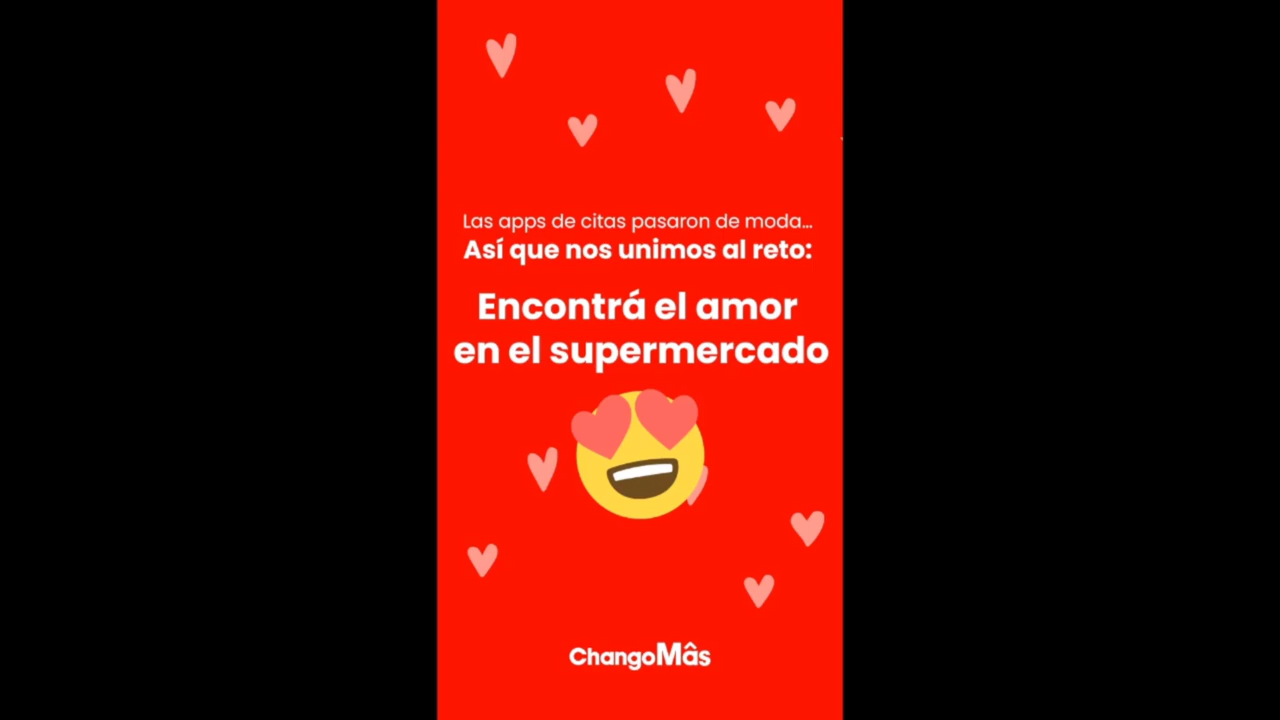 Las apps de citas pasaron de moda...
Así que nos unimos al reto:
Encontrá el amor
en el supermercado
ChangoMâs